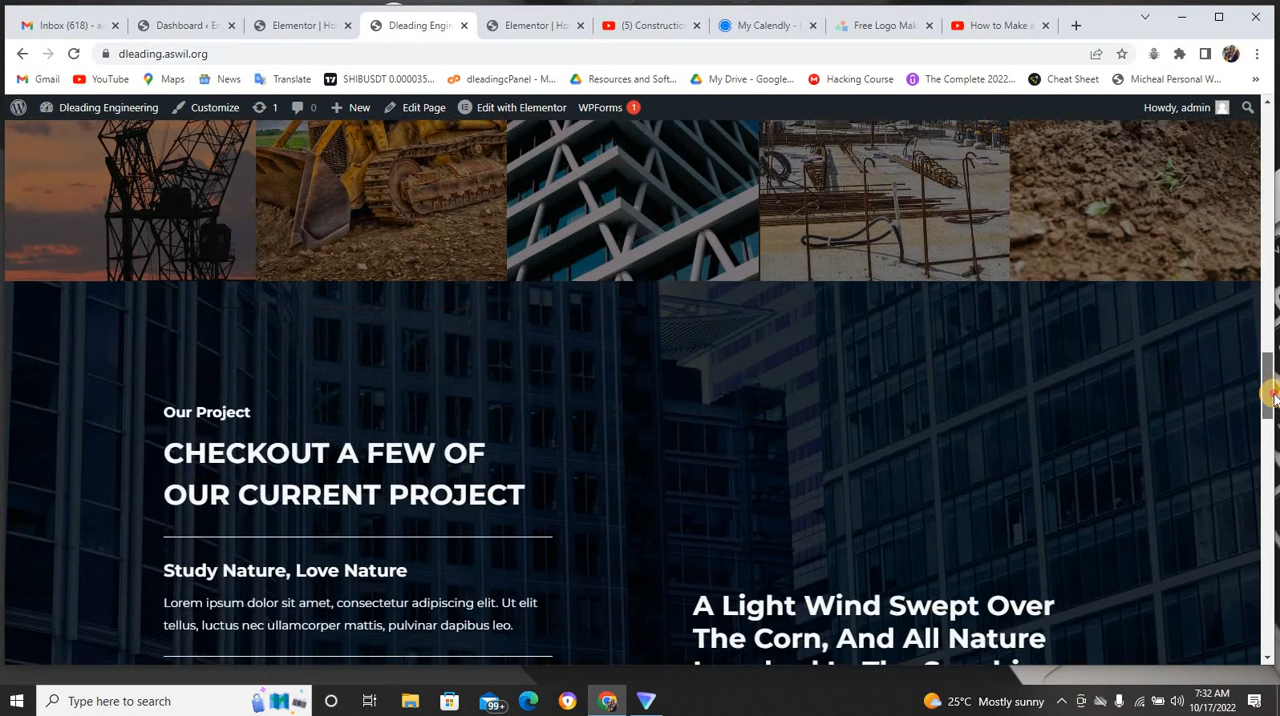 Inbox (618) - a
Dashboard ‹ E
Elementor | Ho
Dleading Engin
Elementor | Ho
(5) Construction
My Calendly -
Free Logo Mak
How to Make a
dleading.aswil.org
Gmail
YouTube
Maps
News
Translate
SHIBUSDT 0.000035...
dleadingcPanel - M...
Resources and Soft...
My Drive - Google...
Hacking Course
The Complete 2022...
Cheat Sheet
Micheal Personal W...
»
Dleading Engineering
Customize
1
0
New
Edit Page
Edit with Elementor
WPForms 1
Howdy, admin
Our Project
CHECKOUT A FEW OF
OUR CURRENT PROJECT
Study Nature, Love Nature
Lorem ipsum dolor sit amet, consectetur adipiscing elit. Ut elit
tellus, luctus nec ullamcorper mattis, pulvinar dapibus leo.
A Light Wind Swept Over
The Corn, And All Nature
Type here to search
99+
25°C Mostly sunny
7:32 AM
10/17/2022